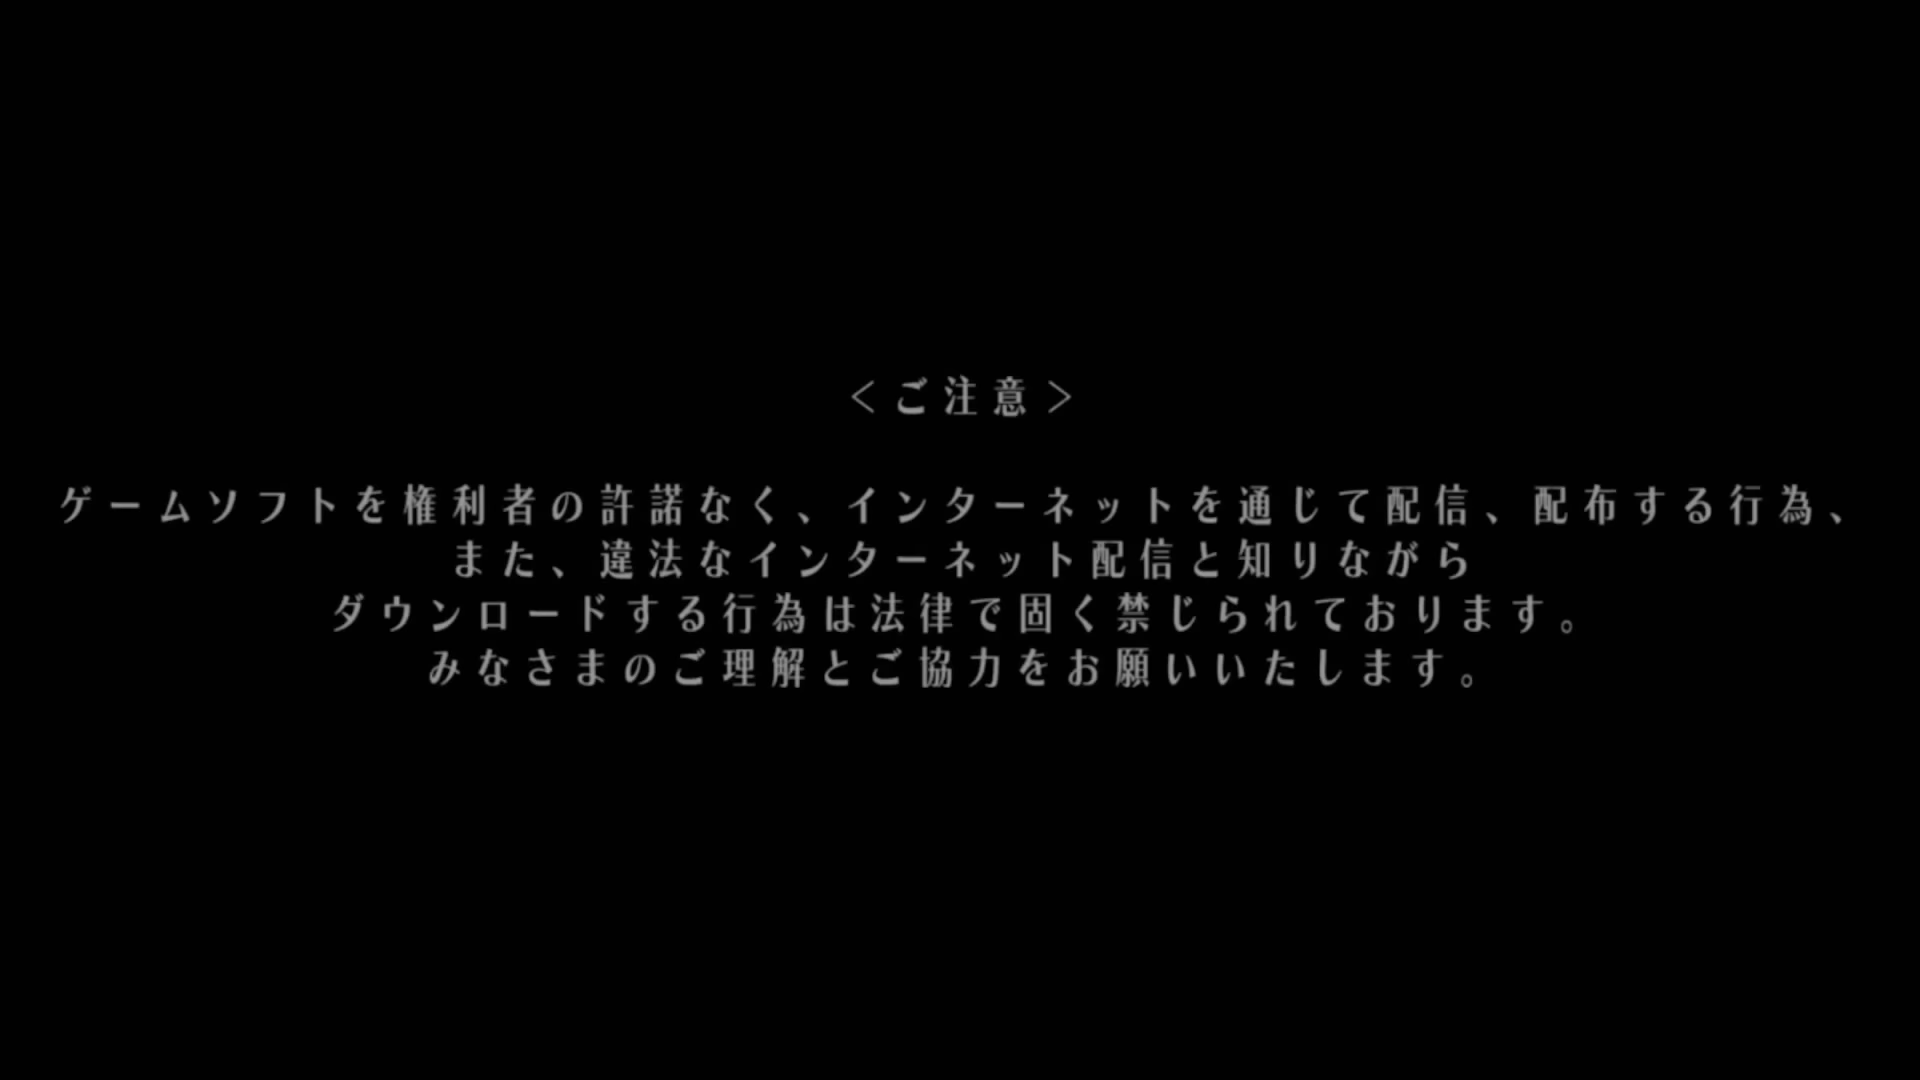 ＜ご注意＞
ゲームソフトを権利者の許諾なく、インターネットを通じて配信、配布する行為、
また、違法なインターネット配信と知りながら
ダウンロードする行為は法律で固く禁じられております。
みなさまのご理解とご協力をお願いいたします。